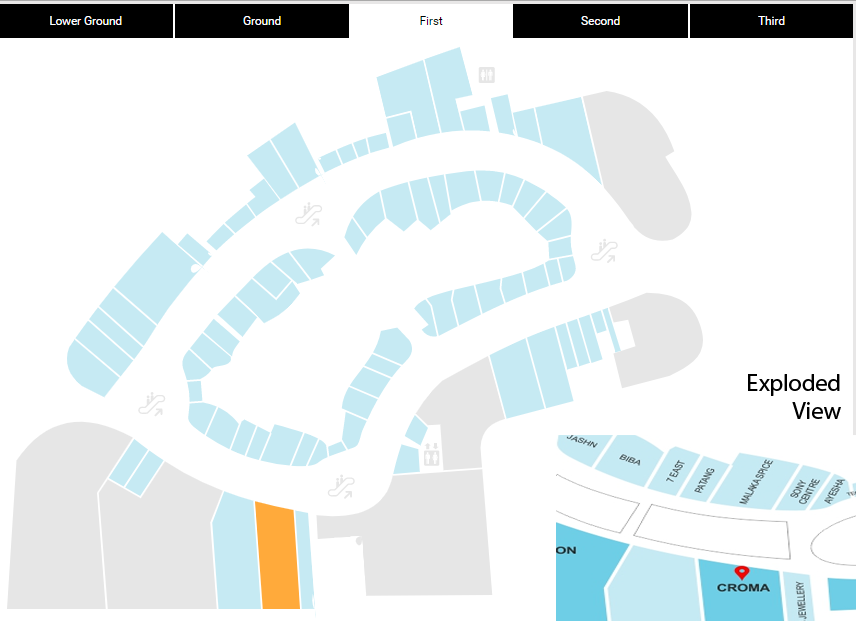 Lower Ground
Ground
First
Second
Third
Exploded
View
JASHN
BIBA
7 EAST
PATANG
MALAKA SPICE
SONY
CENTRE
AYESHA
ON
CROMA
JEWELLERY